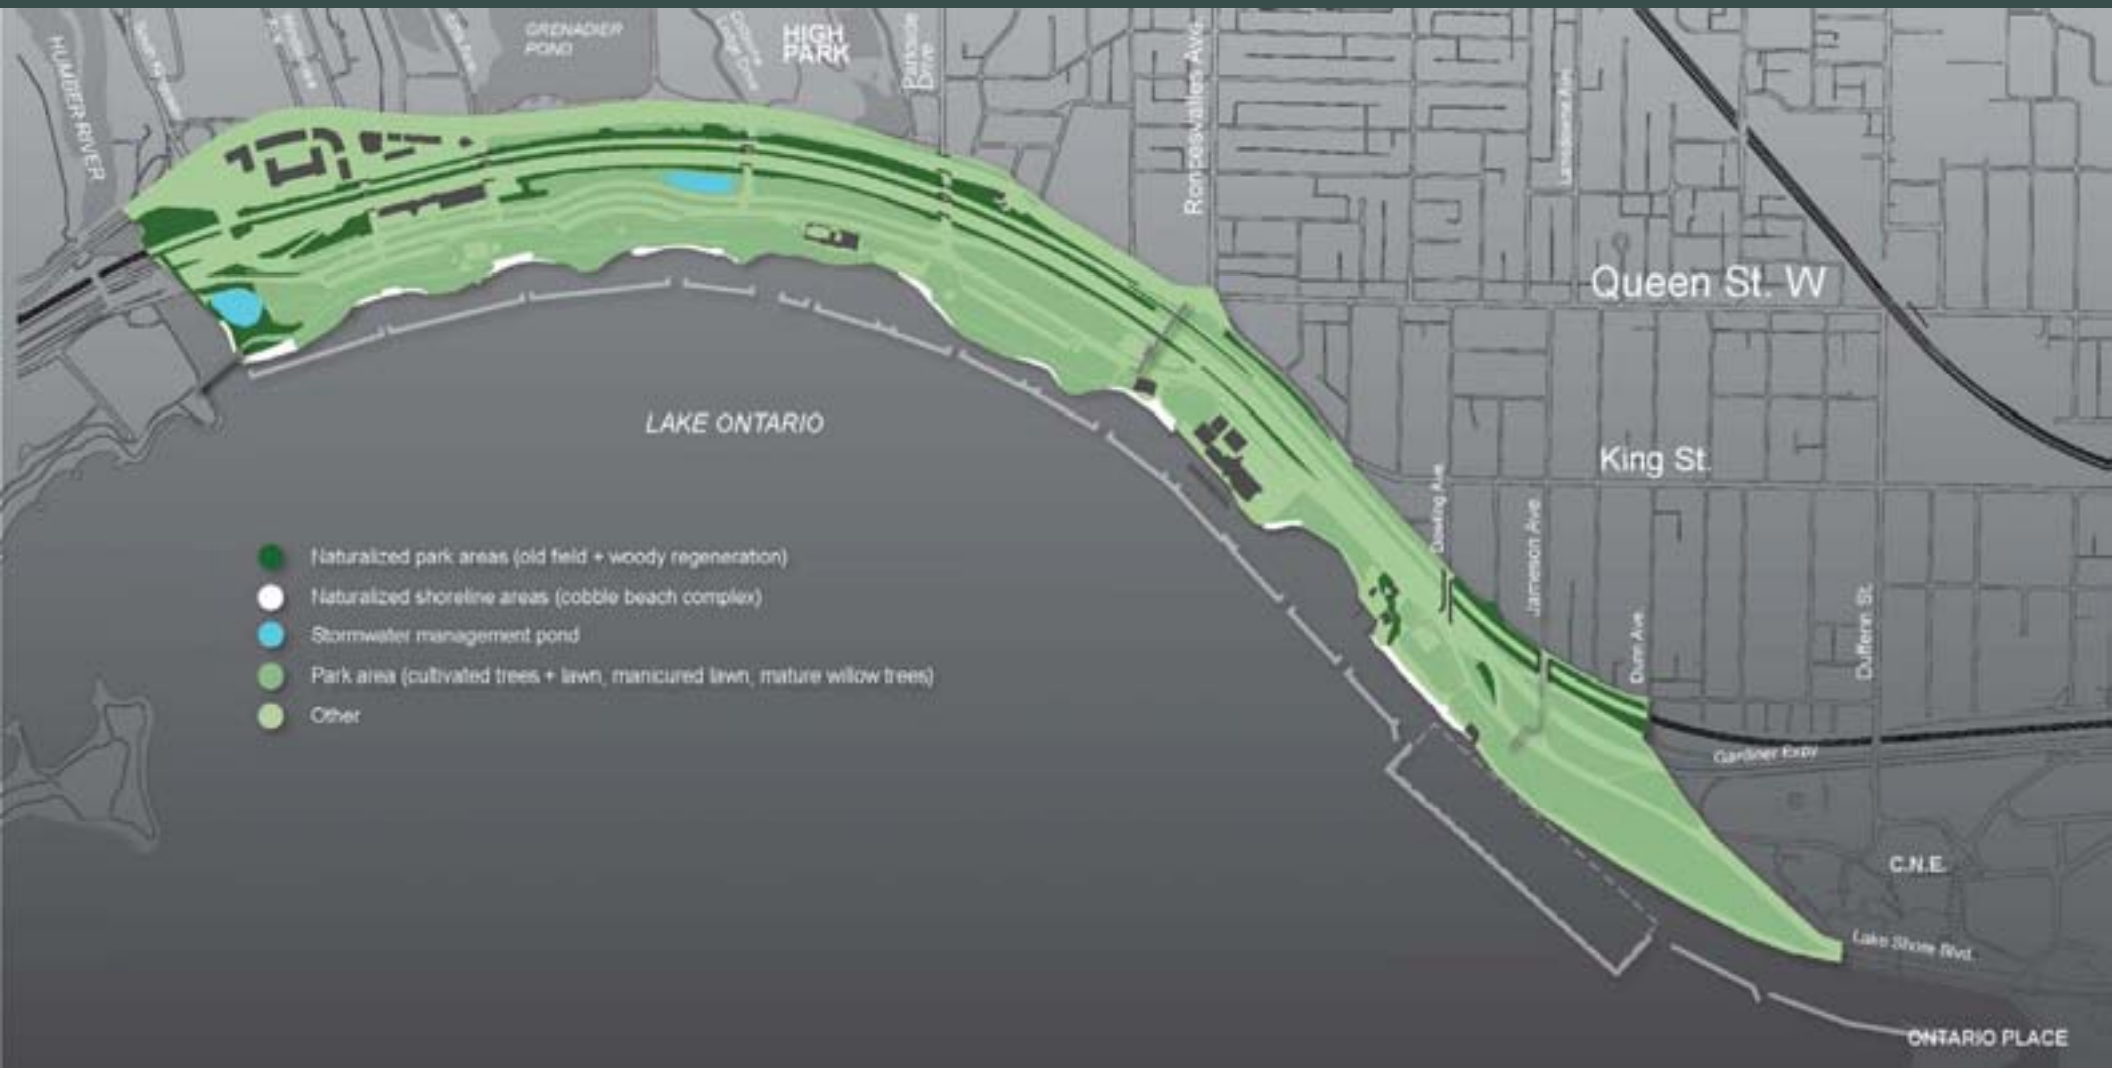 HUMBER RIVER
GRENADIER
POND
HIGH
PARK
Parkside
Drive
Roncesvalles Ave.
Lansdowne Ave.
Queen St. W
King St.
LAKE ONTARIO
Dowling Ave.
Jameson Ave.
Dunn Ave.
Dufferin St.
Naturalized park areas (old field + woody regeneration)
Naturalized shoreline areas (cobble beach complex)
Stormwater management pond
Park area (cultivated trees + lawn, manicured lawn, mature willow trees)
Other
Gardiner Expy
C.N.E.
Lake Shore Blvd.
ONTARIO PLACE